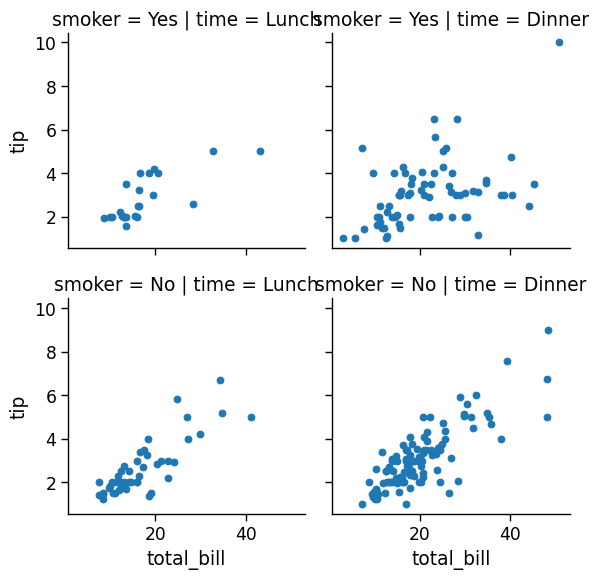 smoker = Yes | time = Lunch
smoker = Yes | time = Dinner
10
8
6
4
2
tip
smoker = No | time = Lunch
smoker = No | time = Dinner
10
8
6
4
2
tip
20 40
20 40
total_bill
total_bill